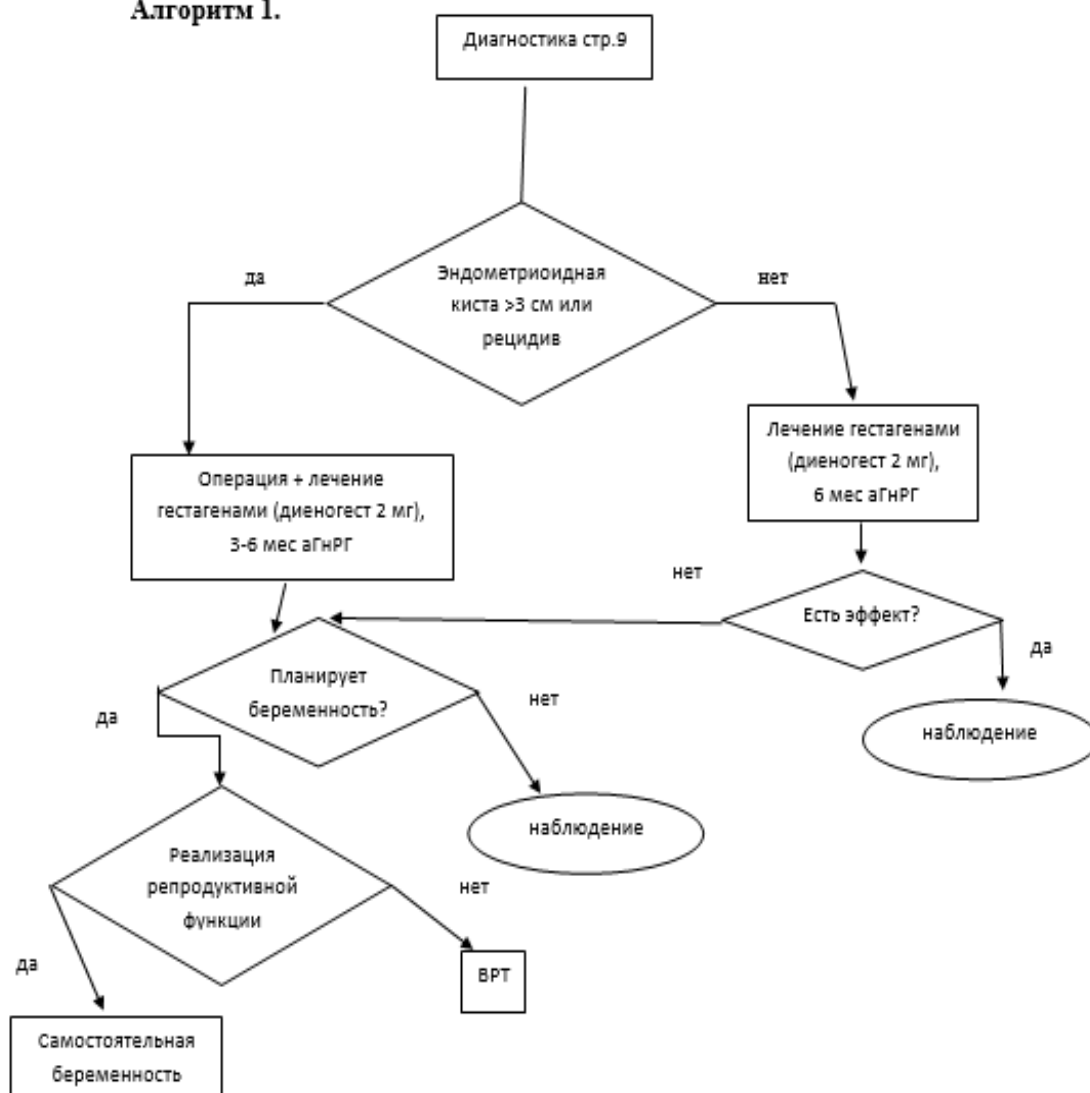 Алгоритм 1.
Диагностика стр.9
Эндометриоидная
киста >3 см или
рецидив
да
нет
Лечение гестагенами
(диеногест 2 мг),
6 мес аГнРГ
Операция + лечение
гестагенами (диеногест 2 мг),
3-6 мес аГнРГ
нет
Есть эффект?
да
Планирует
беременность?
да
нет
наблюдение
наблюдение
Реализация
репродуктивной
функции
нет
да
ВРТ
Самостоятельная
беременность